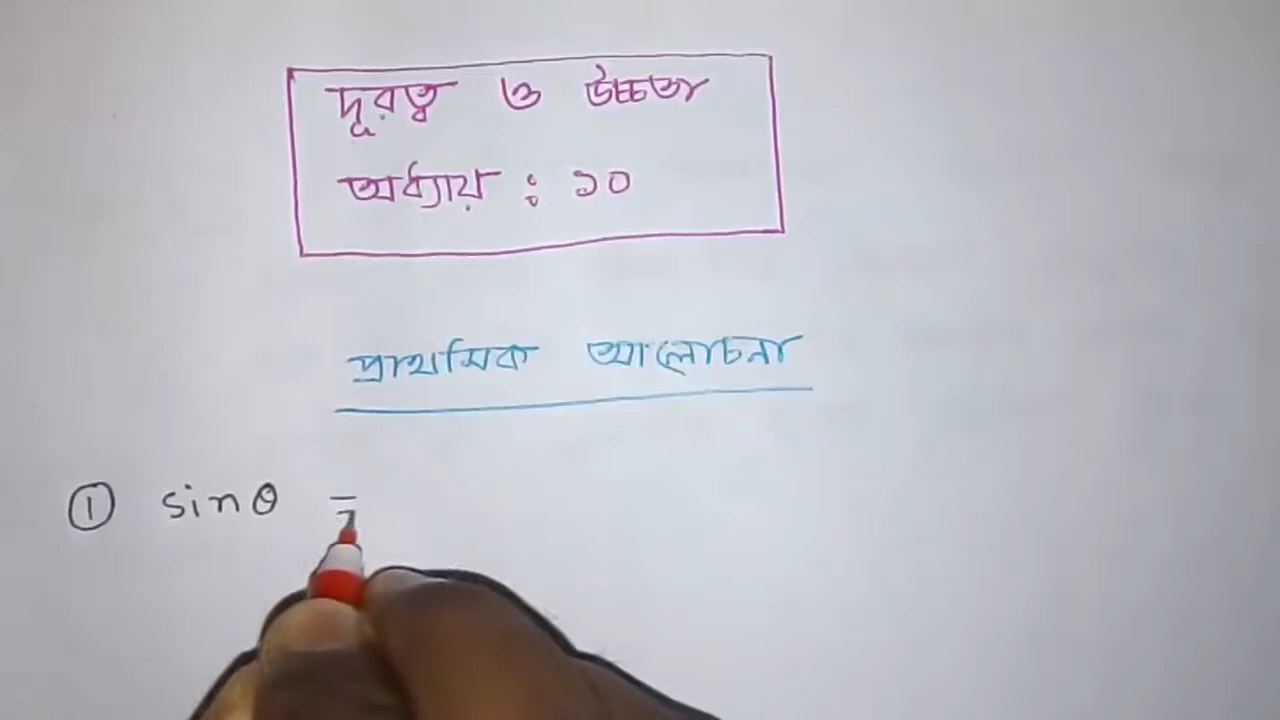 দূরত্ব ও উচ্চতা
অধ্যায় : ১০
প্রাথমিক আলোচনা
① sinθ =